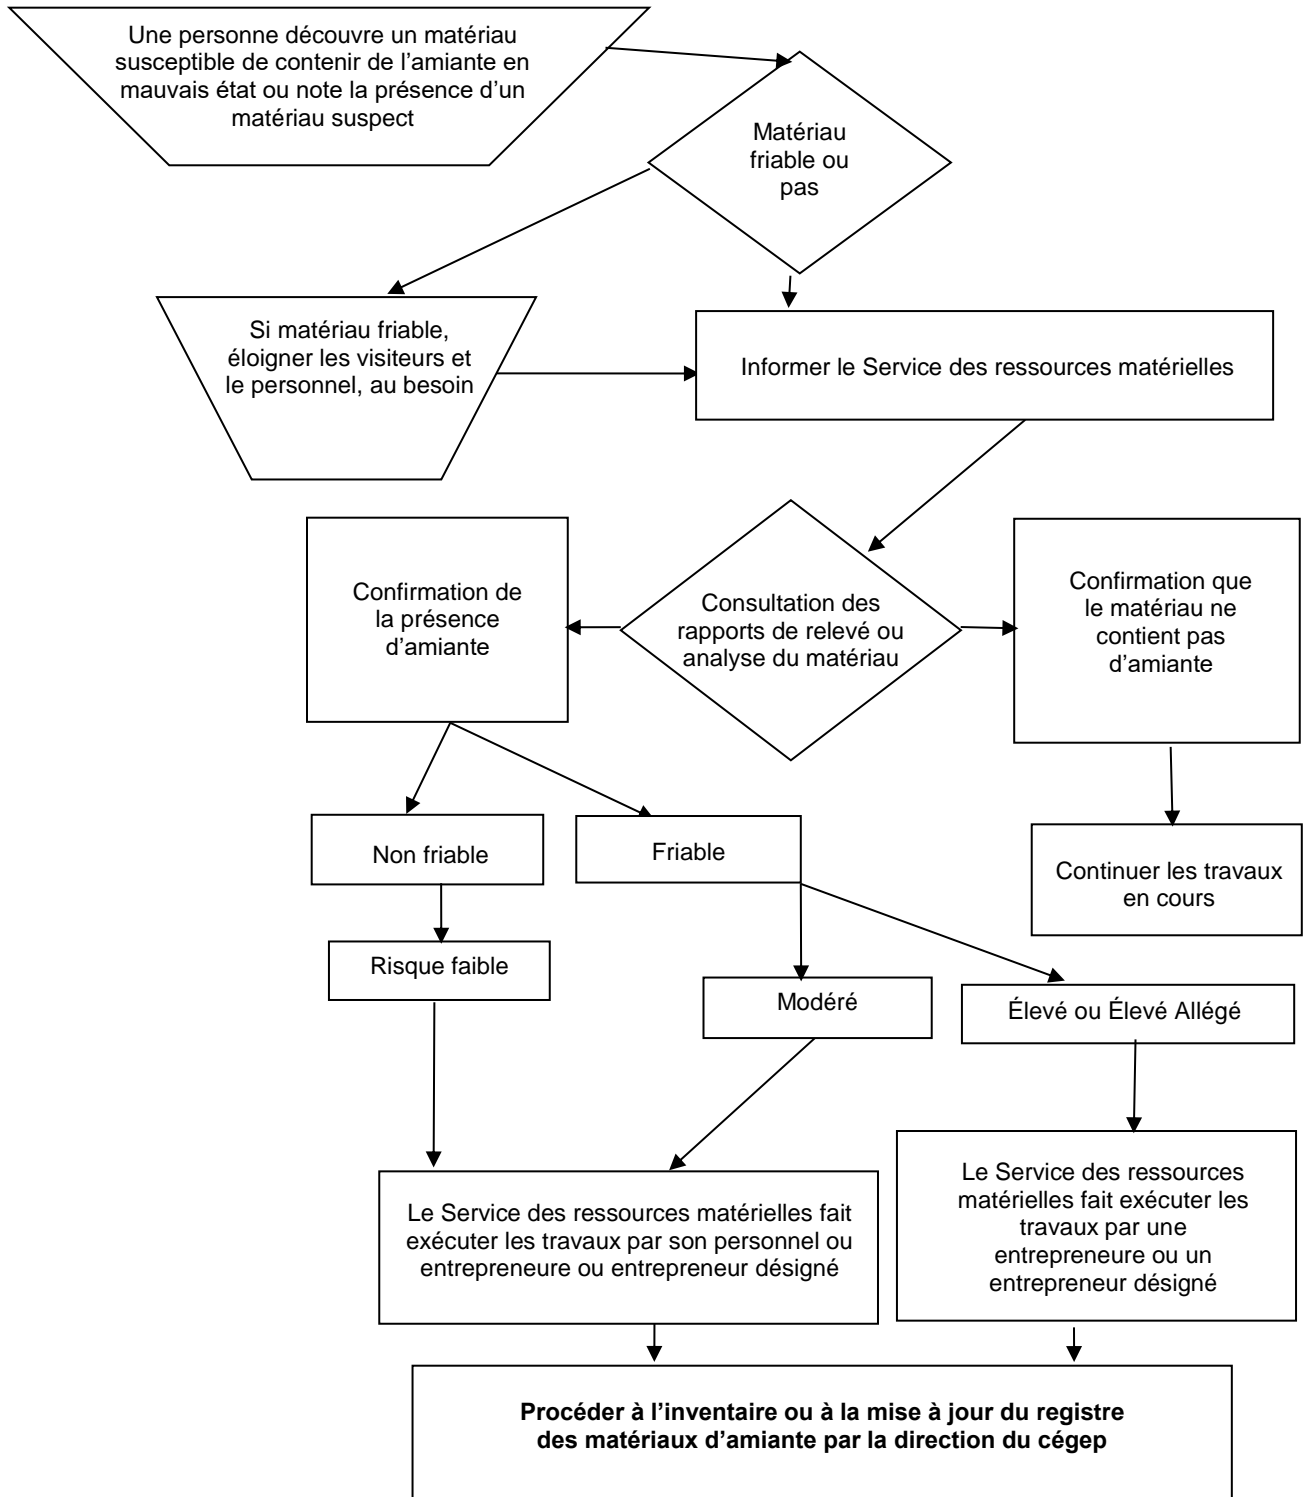 Une personne découvre un matériau
susceptible de contenir de l’amiante en
mauvais état ou note la présence d’un
matériau suspect
Matériau
friable ou
pas
Si matériau friable,
éloigner les visiteurs et
le personnel, au besoin
Informer le Service des ressources matérielles
Confirmation de
la présence
d’amiante
Consultation des
rapports de relevé ou
analyse du matériau
Confirmation que
le matériau ne
contient pas
d’amiante
Non friable
Friable
Continuer les travaux
en cours
Risque faible
Modéré
Élevé ou Élevé Allégé
Le Service des ressources matérielles fait
exécuter les travaux par son personnel ou
entrepreneure ou entrepreneur désigné
Le Service des ressources
matérielles fait exécuter les
travaux par une
entrepreneure ou un
entrepreneur désigné
Procéder à l’inventaire ou à la mise à jour du registre
des matériaux d’amiante par la direction du cégep